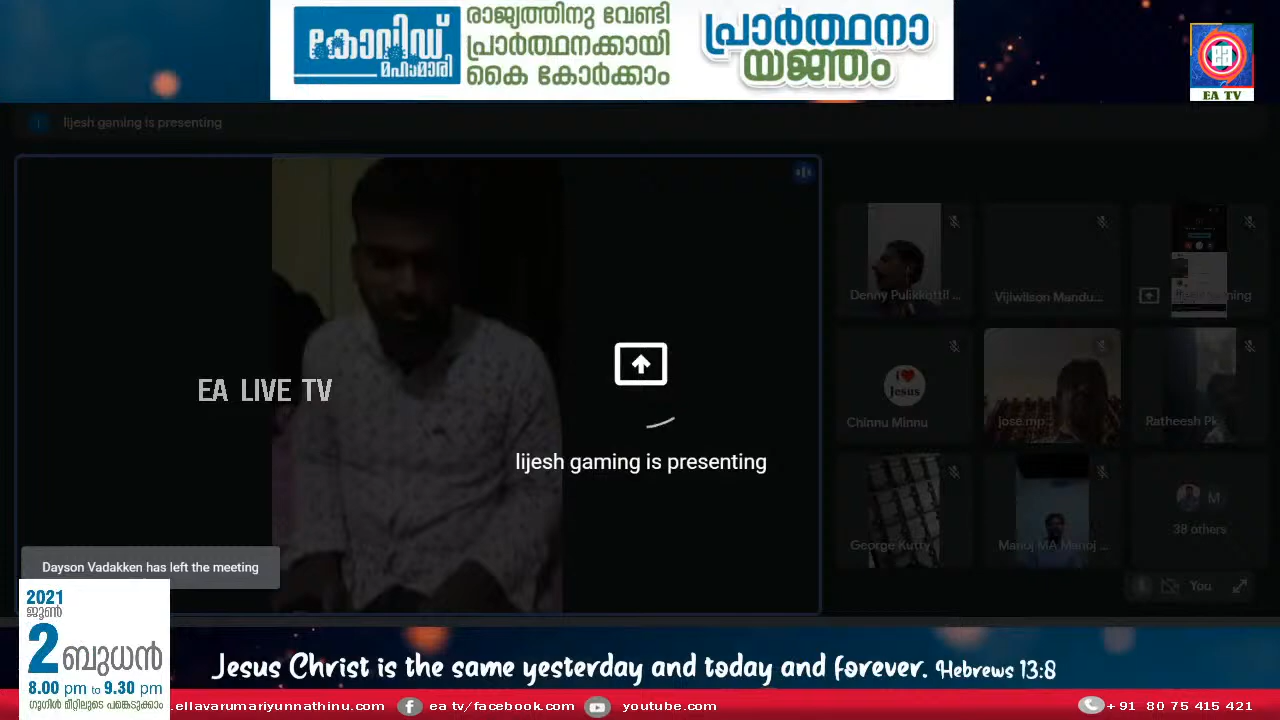 കോവിഡ്
മഹാമാരി
രാജ്യത്തിനു വേണ്ടി
പ്രാർത്ഥനക്കായി
കൈ കോർക്കാം
പ്രാർത്ഥനാ
യജ്ഞം
ea
EA TV
lijesh gaming is presenting
EA LIVE TV
lijesh gaming is presenting
Denny Pulikkottil ...
Vijiwilson Mandu...
I
Jesus
Chinnu Minnu
jose.mp
Ratheesh Pk
George Kutty
Manoj MA Manoj ...
M
38 others
You
Dayson Vadakken has left the meeting
2021
ജൂൺ
2 ബുധൻ
8.00 pm to 9.30 pm
ഗൂഗിൾ മീറ്റിലൂടെ പങ്കെടുക്കാം
Jesus Christ is the same yesterday and today and forever. Hebrews 13:8
.ellavarumariyunnathinu.com
ea tv/facebook.com
youtube.com
+ 91 80 75 415 421